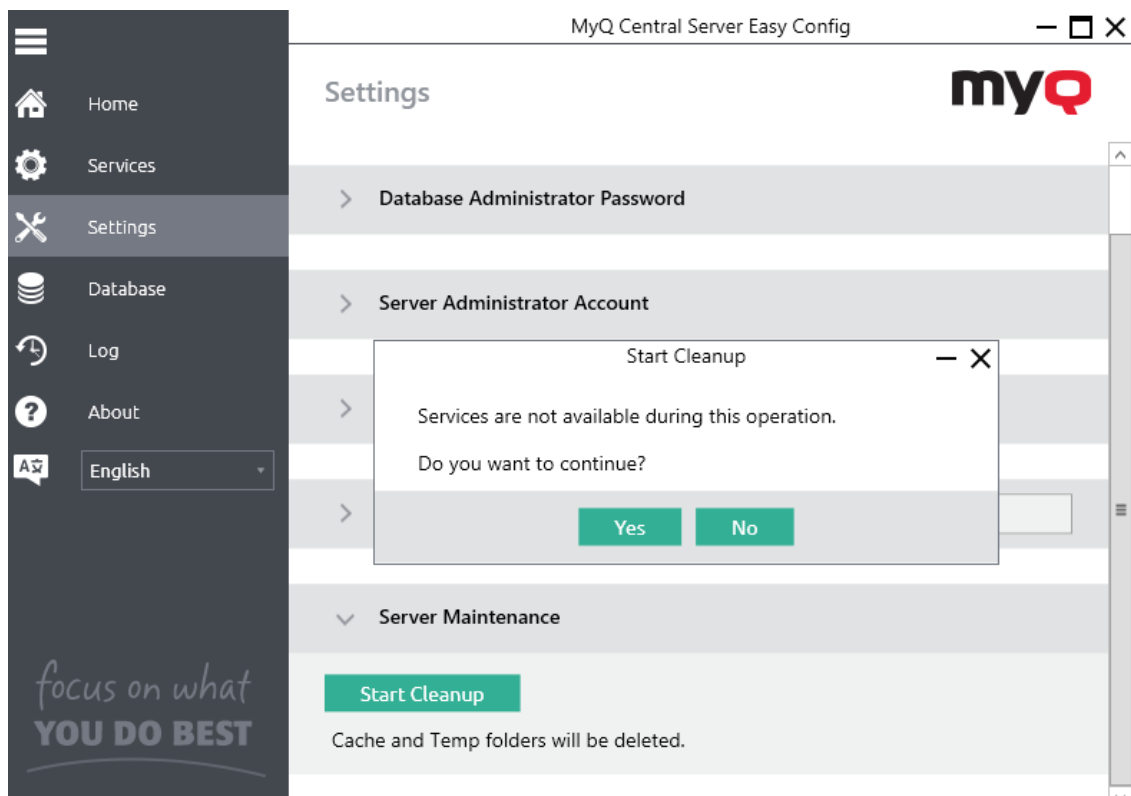 MyQ Central Server Easy Config
Home
Services
Settings
Database
Log
About
A
English
focus on what
YOU DO BEST
Settings
myQ
Database Administrator Password
Server Administrator Account
Start Cleanup
Services are not available during this operation.
Do you want to continue?
Yes
No
Server Maintenance
Start Cleanup
Cache and Temp folders will be deleted.